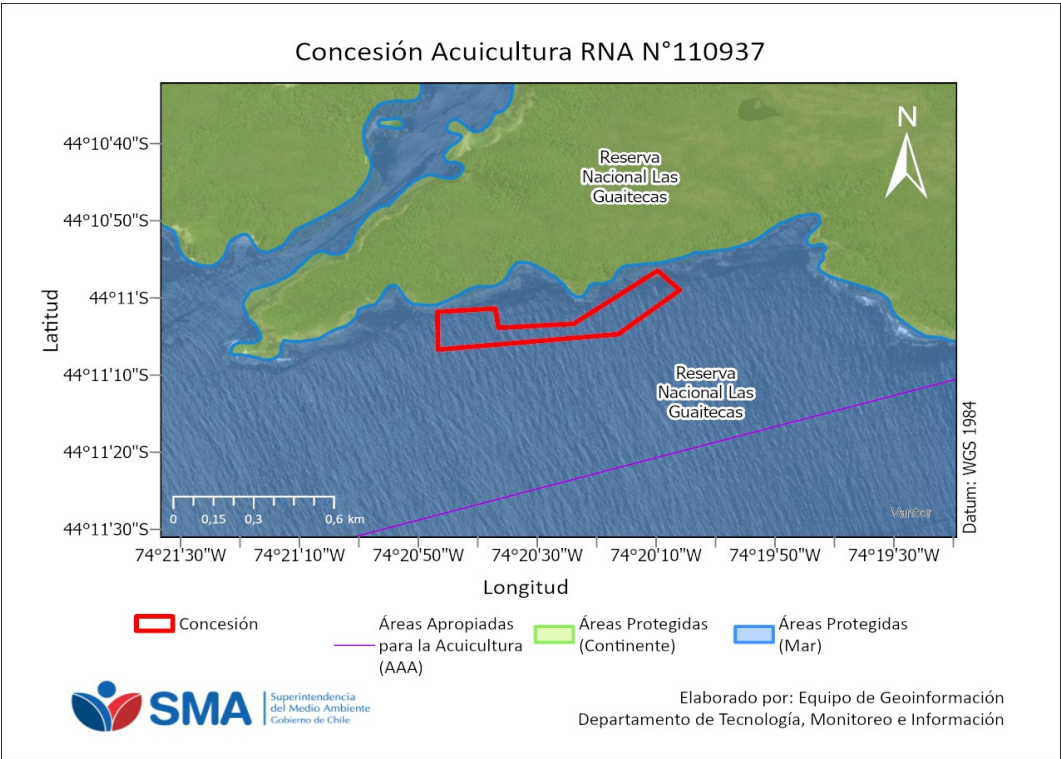 Concesión Acuicultura RNA N°110937
N
Reserva
Nacional Las
Guaitecas
Reserva
Nacional Las
Guaitecas
44°10'40"S
44°10'50"S
44°11'S
44°11'10"S
44°11'20"S
44°11'30"S
Latitud
Datum: WGS 1984
Vantor
0 0,15 0,3 0,6 km
74°21'30"W 74°21'10"W 74°20'50"W 74°20'30"W 74°20'10"W 74°19'50"W 74°19'30"W
Longitud
Concesión
Áreas Apropiadas
para la Acuicultura
(AAA)
Áreas Protegidas
(Continente)
Áreas Protegidas
(Mar)
SMA
Superintendencia
del Medio Ambiente
Gobierno de Chile
Elaborado por: Equipo de Geoinformación
Departamento de Tecnología, Monitoreo e Información